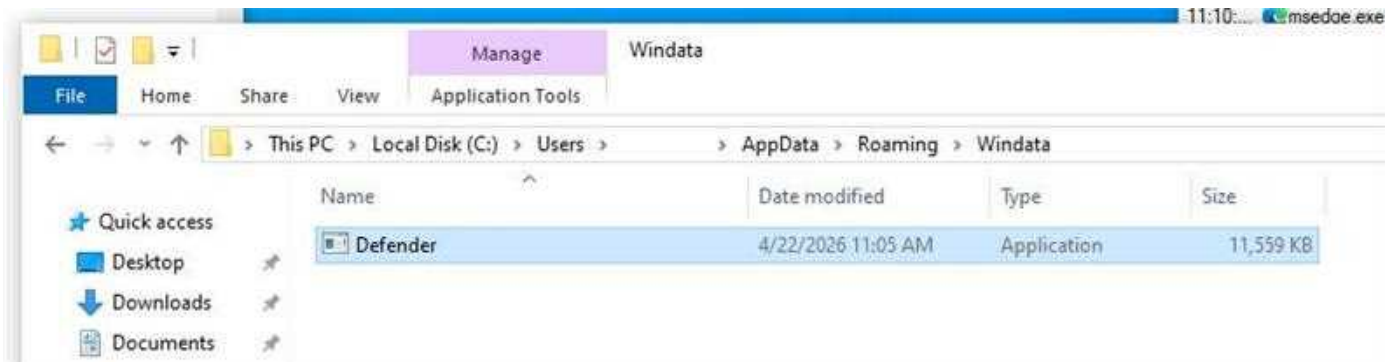 11:10:... msedge.exe
Manage Windata
File Home Share View Application Tools
> This PC > Local Disk (C:) > Users > > AppData > Roaming > Windata
Name Date modified Type Size
Quick access
Defender 4/22/2026 11:05 AM Application 11,559 KB
Desktop
Downloads
Documents